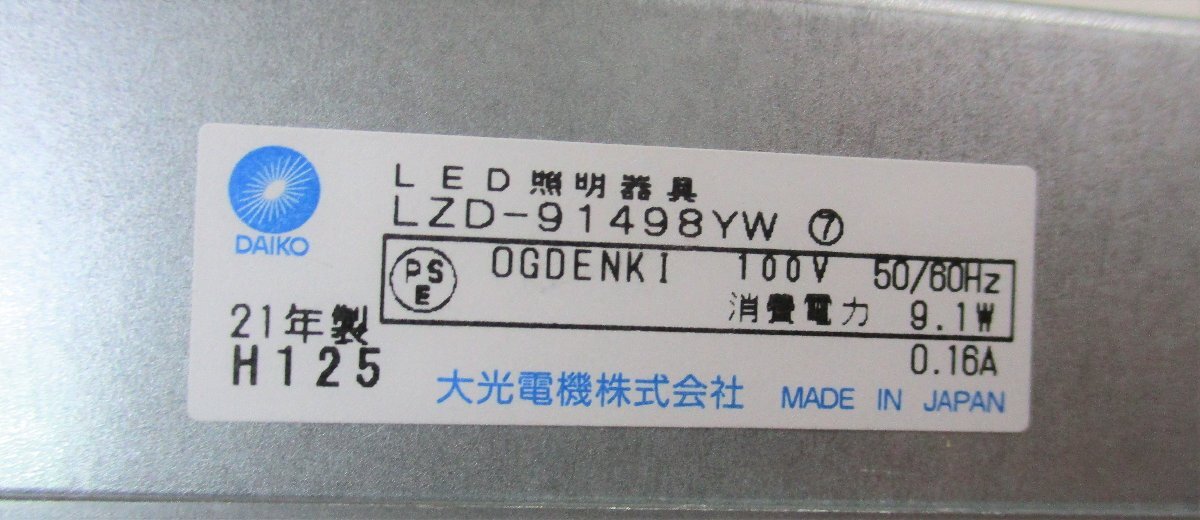 DAIKO
LED照明器具
LZD-91498YW ⑦
PS
E
OGDENKI 100V 50/60Hz
消費電力 9.1W
0.16A
21年製
H125
大光電機株式会社 MADE IN JAPAN